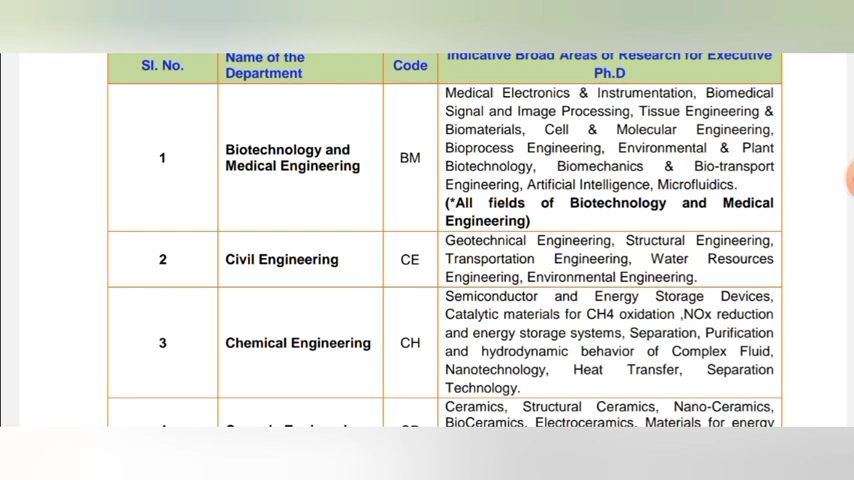 Sl. No.
Name of the
Department
Code
Indicative Broad Areas of Research for Executive
Ph.D
1
Biotechnology and
Medical Engineering
BM
Medical Electronics & Instrumentation, Biomedical
Signal and Image Processing, Tissue Engineering &
Biomaterials, Cell & Molecular Engineering,
Bioprocess Engineering, Environmental & Plant
Biotechnology, Biomechanics & Bio-transport
Engineering, Artificial Intelligence, Microfluidics.
(*All fields of Biotechnology and Medical
Engineering)
2
Civil Engineering
CE
Geotechnical Engineering, Structural Engineering,
Transportation Engineering, Water Resources
Engineering, Environmental Engineering.
3
Chemical Engineering
CH
Semiconductor and Energy Storage Devices,
Catalytic materials for CH4 oxidation ,NOx reduction
and energy storage systems, Separation, Purification
and hydrodynamic behavior of Complex Fluid,
Nanotechnology, Heat Transfer, Separation
Technology.
Ceramics, Structural Ceramics, Nano-Ceramics,
BioCeramics, Electroceramics, Materials for energy